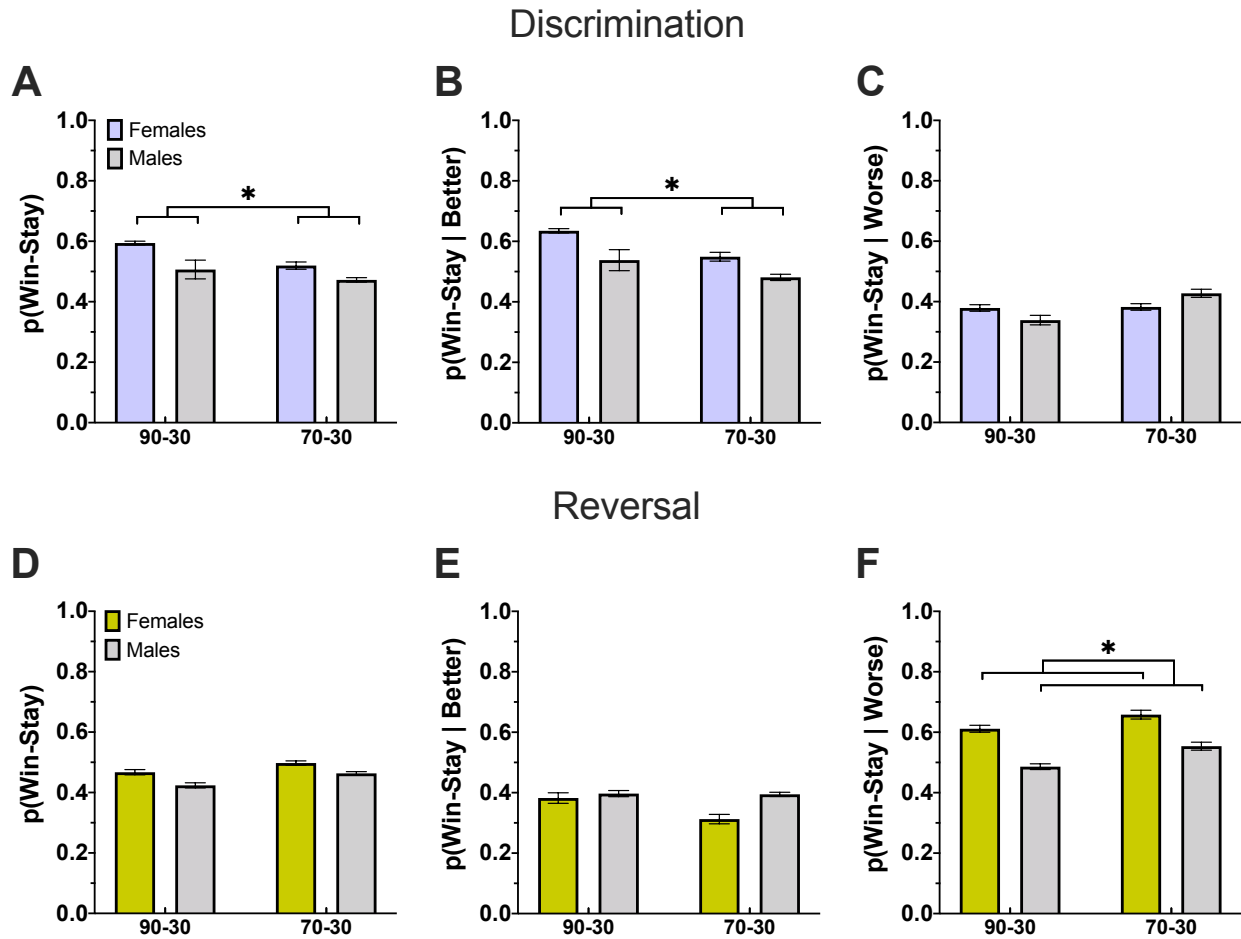 Discrimination
A
p(Win-Stay)
1.0
0.8
0.6
0.4
0.2
0.0
Females
Males
*
90-30
70-30
B
p(Win-Stay | Better)
1.0
0.8
0.6
0.4
0.2
0.0
*
90-30
70-30
C
p(Win-Stay | Worse)
1.0
0.8
0.6
0.4
0.2
0.0
90-30
70-30
Reversal
D
p(Win-Stay)
1.0
0.8
0.6
0.4
0.2
0.0
Females
Males
90-30
70-30
E
p(Win-Stay | Better)
1.0
0.8
0.6
0.4
0.2
0.0
90-30
70-30
F
p(Win-Stay | Worse)
1.0
0.8
0.6
0.4
0.2
0.0
*
90-30
70-30